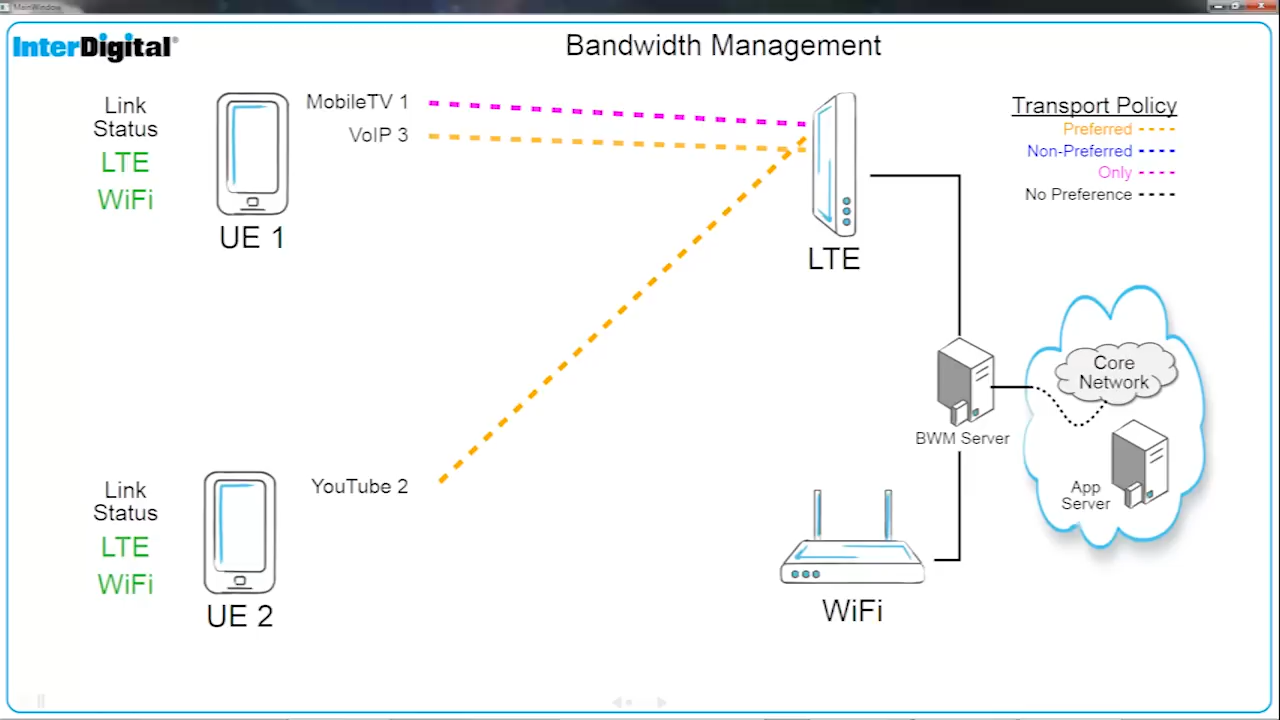 MainWindow
InterDigital®
Bandwidth Management
Link
Status
LTE
WiFi
UE 1
MobileTV 1
VoIP 3
LTE
Transport Policy
Preferred
Non-Preferred
Only
No Preference
Core
Network
BWM Server
App
Server
Link
Status
LTE
WiFi
UE 2
YouTube 2
WiFi